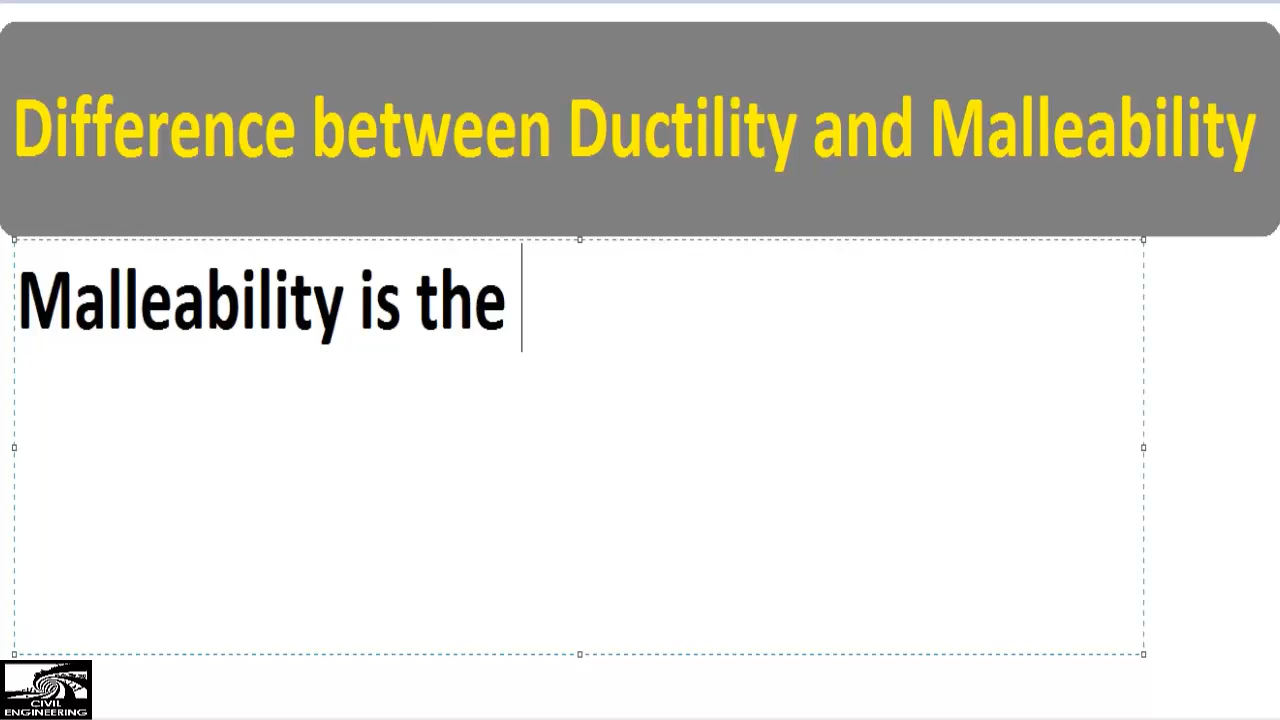 Difference between Ductility and Malleability
Malleability is the
CIVIL
ENGINEERING